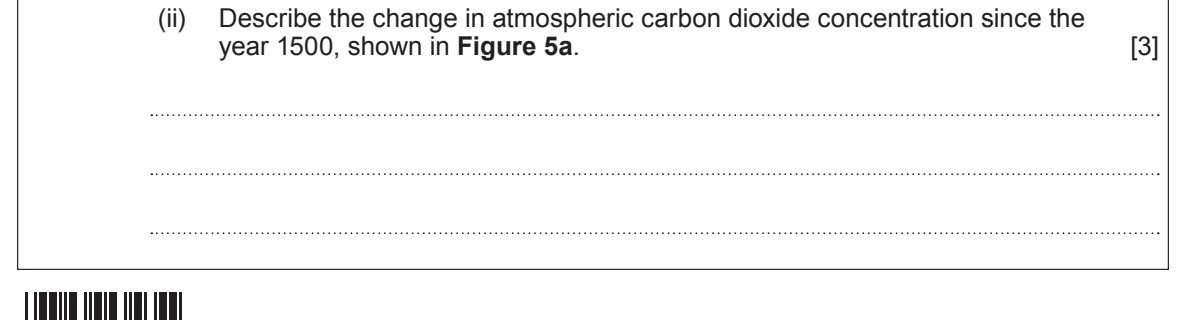 (ii) Describe the change in atmospheric carbon dioxide concentration since the
year 1500, shown in Figure 5a. [3]